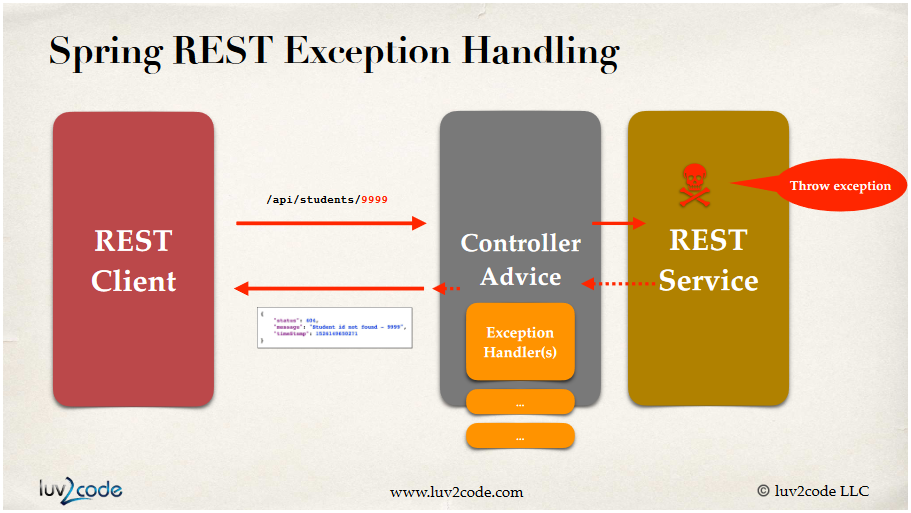 Spring REST Exception Handling
/api/students/9999
REST
Client
{
"status": 404,
"message": "Student id not found - 9999",
"timeStamp": 1526149650271
}
Controller
Advice
Exception
Handler(s)
...
...
REST
Service
Throw exception
luv2code
www.luv2code.com
© luv2code LLC